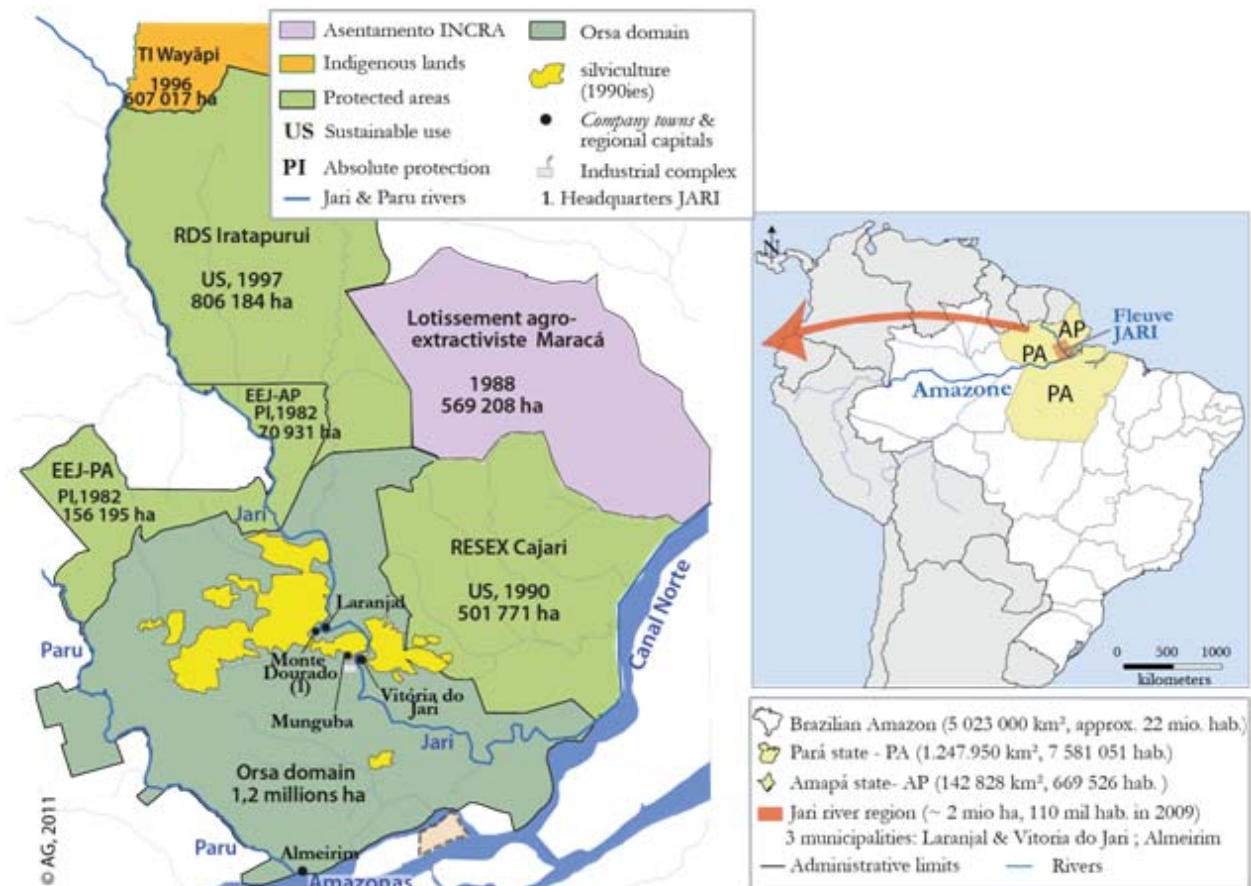 Asentamento INCRA
Indigenous lands
Protected areas
US Sustainable use
PI Absolute protection
Jari & Paru rivers
Orsa domain
silviculture
(1990ies)
Company towns &
regional capitals
Industrial complex
1. Headquarters JARI
TI Wayãpi
1996
607 017 ha
RDS Iratapurui
US, 1997
806 184 ha
Lotissement agro-
extractiviste Maracá
1988
569 208 ha
EEJ-AP
PI,1982
70 931 ha
EEJ-PA
PI,1982
156 195 ha
Jari
RESEX Cajari
US, 1990
501 771 ha
Canal Norte
Laranjal
Monte
Dourado
(1)
Munguba
Vitória do
Jari
Paru
Jari
Orsa domain
1,2 millions ha
Paru
Almeirim
Amazonas
© AG, 2011
N
Fleuve
JARI
AP
PA
Amazone
PA
0 500 1000
kilometers
Brazilian Amazon (5 023 000 km², approx. 22 mio. hab.)
Pará state - PA (1.247.950 km², 7 581 051 hab.)
Amapá state- AP (142 828 km², 669 526 hab. )
Jari river region (~ 2 mio ha, 110 mil hab. in 2009)
3 municipalities: Laranjal & Vitoria do Jari ; Almeirim
Administrative limits Rivers